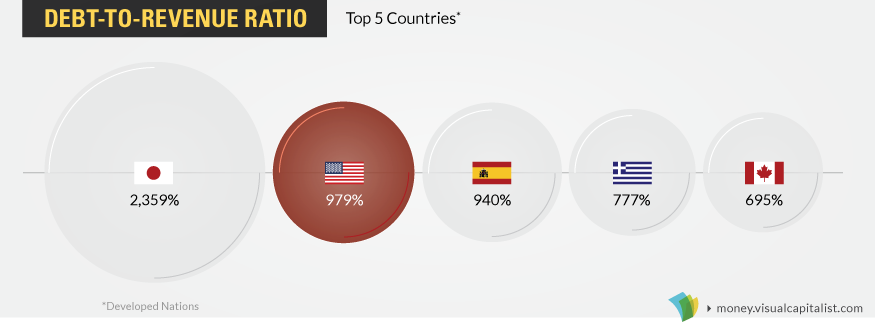 DEBT-TO-REVENUE RATIO
Top 5 Countries*
2,359%
979%
940%
777%
695%
*Developed Nations
money.visualcapitalist.com